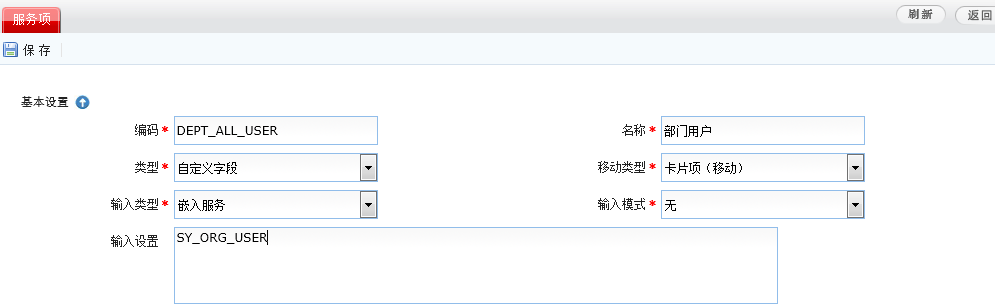 服务项 刷新 返回
保存
基本设置
编码* DEPT_ALL_USER 名称* 部门用户
类型* 自定义字段 移动类型* 卡片项（移动）
输入类型* 嵌入服务 输入模式* 无
输入设置 SY_ORG_USER